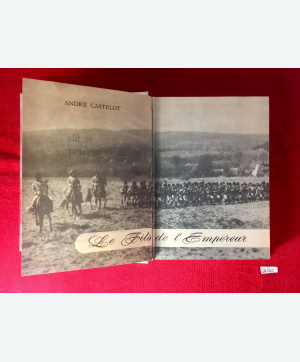 ANDRÉ CASTELOT
Le Fils de l'Empereur